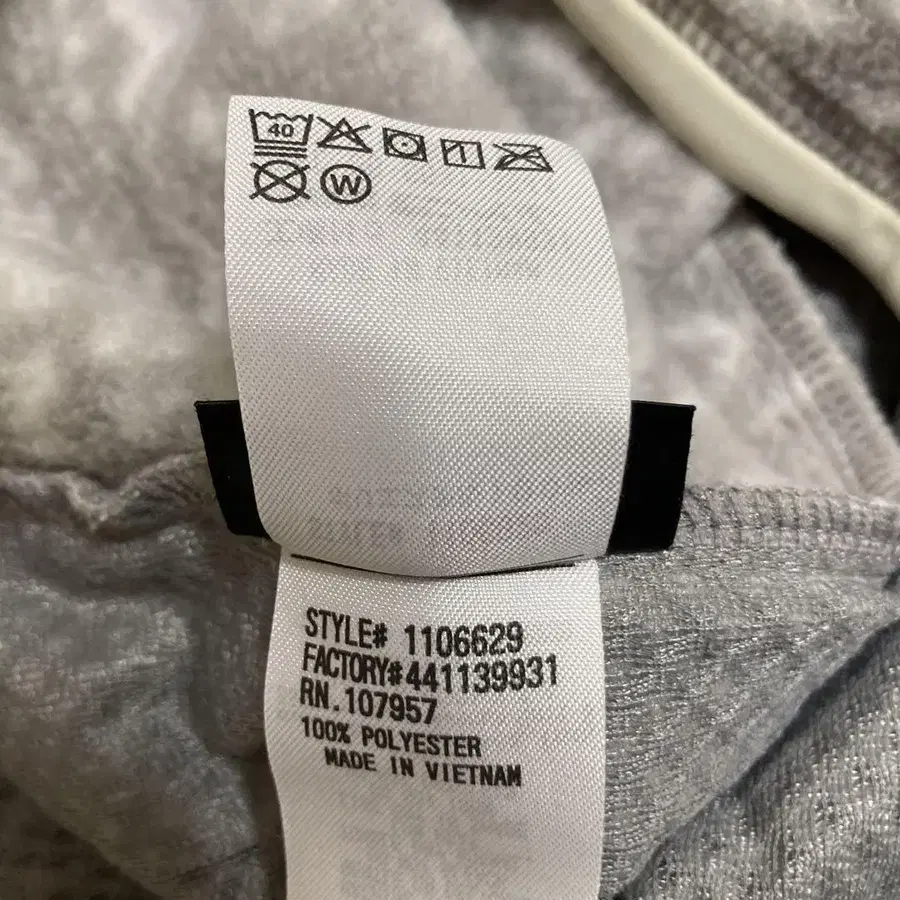 40
W
STYLE# 1106629
FACTORY#441139931
RN.107957
100% POLYESTER
MADE IN VIETNAM